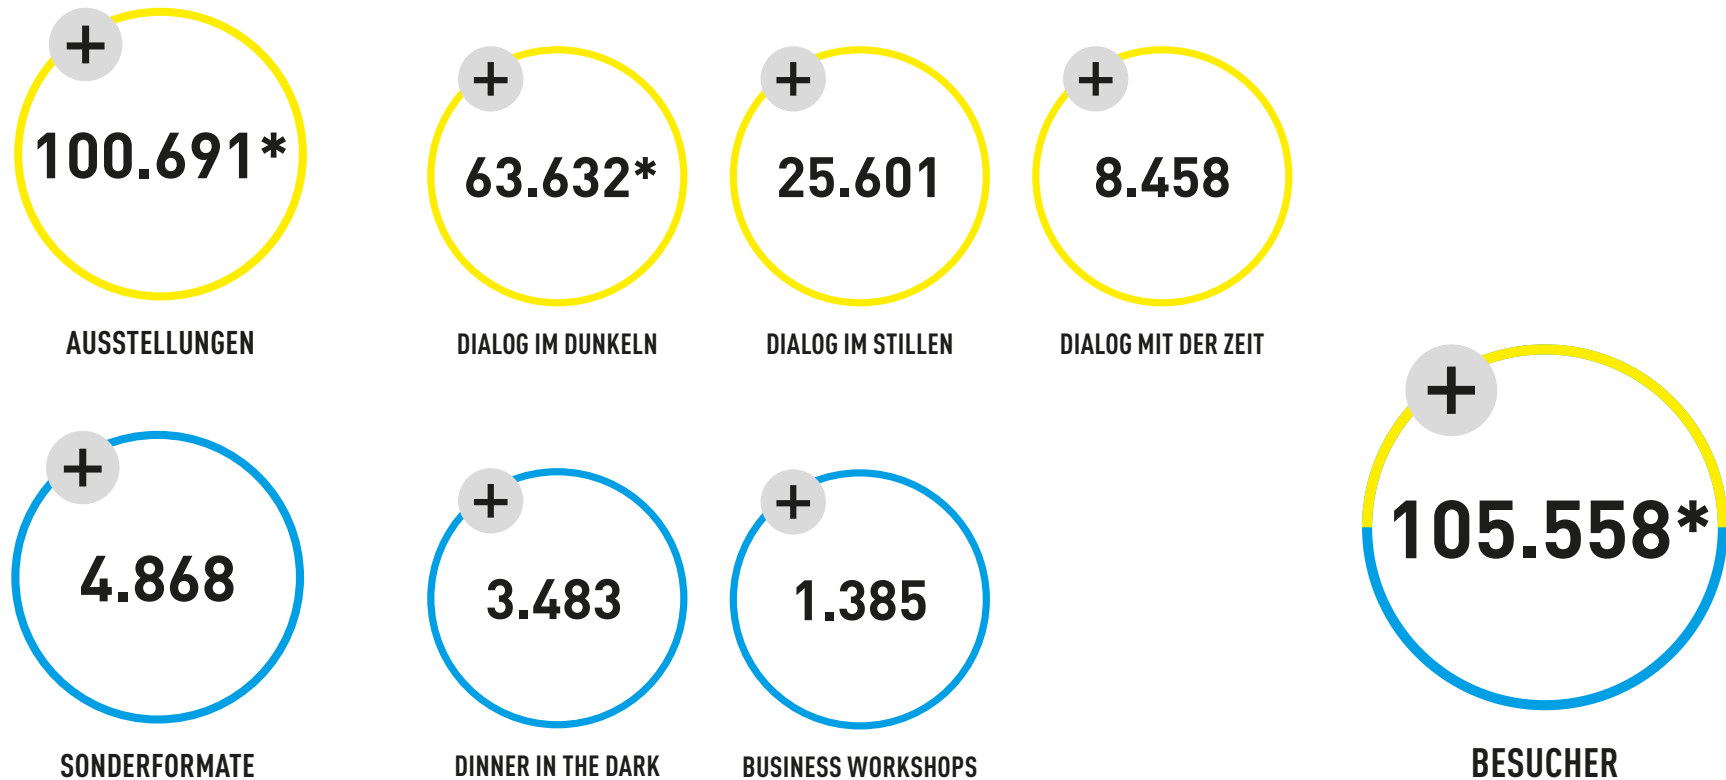 +
100.691*
AUSSTELLUNGEN
+
63.632*
DIALOG IM DUNKELN
+
25.601
DIALOG IM STILLEN
+
8.458
DIALOG MIT DER ZEIT
+
4.868
SONDERFORMATE
+
3.483
DINNER IN THE DARK
+
1.385
BUSINESS WORKSHOPS
+
105.558*
BESUCHER